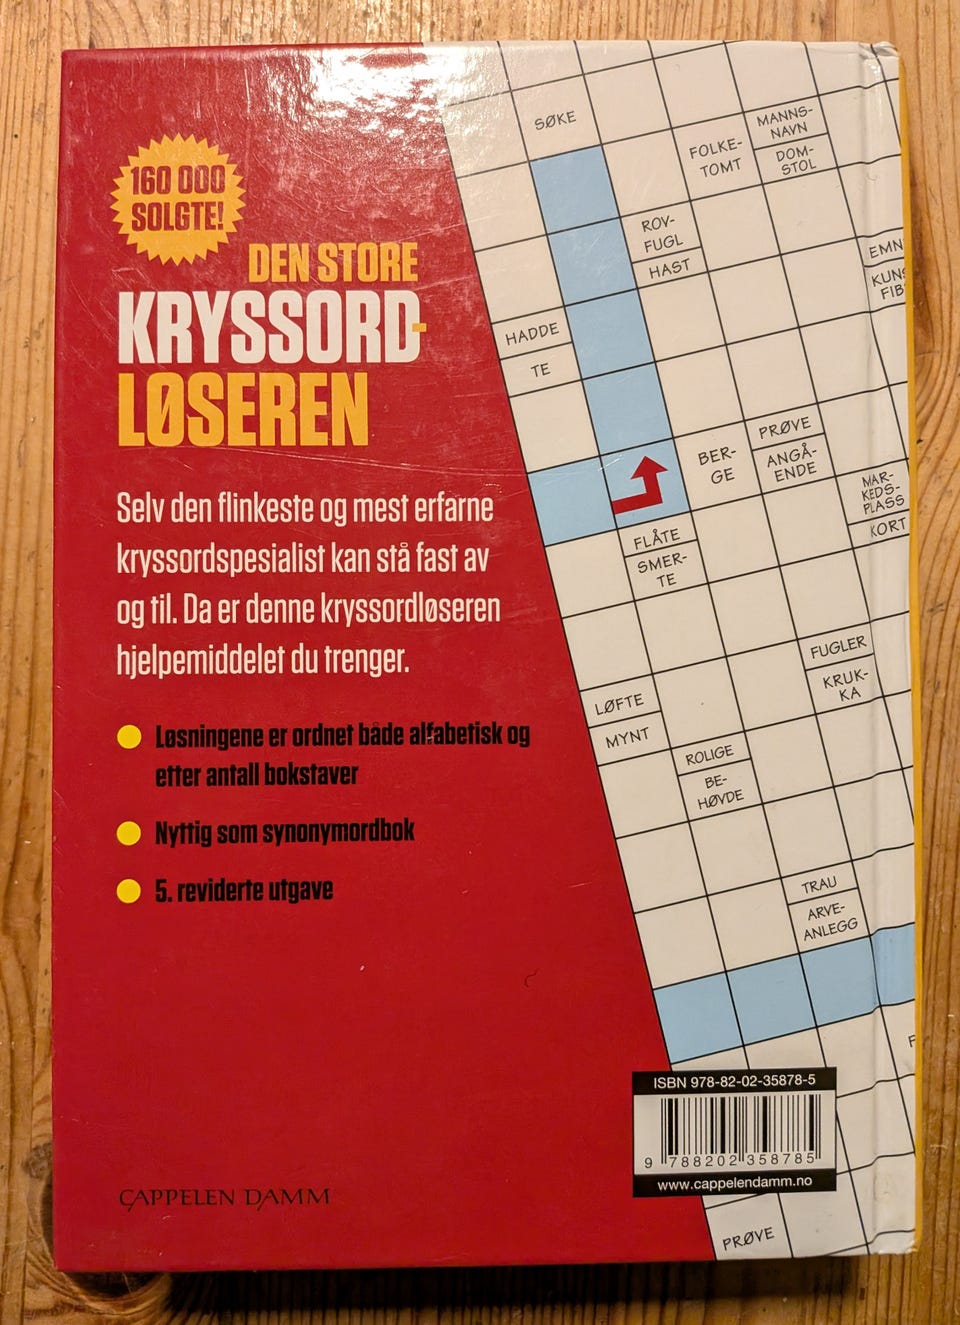 160 000
SOLGTE!
DEN STORE
KRYSSORD-
LØSEREN
Selv den flinkeste og mest erfarne
kryssordspesialist kan stå fast av
og til. Da er denne kryssordløseren
hjelpemiddelet du trenger.
Løsningene er ordnet både alfabetisk og
etter antall bokstaver
Nyttig som synonymordbok
5. reviderte utgave
CAPPELEN DAMM
SØKE
FOLKE-
TOMT
MANNS-
NAVN
DOM-
STOL
ROV-
FUGL
HAST
EMN
KUNS
FIB
HADDE
TE
BER-
GE
PRØVE
ANGÅ-
ENDE
MAR-
KEDS-
PLASS
KORT
FLÅTE
SMER-
TE
FUGLER
KRUK-
KA
LØFTE
MYNT
ROLIGE
BE-
HØVDE
TRAU
ARVE-
ANLEGG
F
ISBN 978-82-02-35878-5
9 788202 358785
www.cappelendamm.no
PRØVE